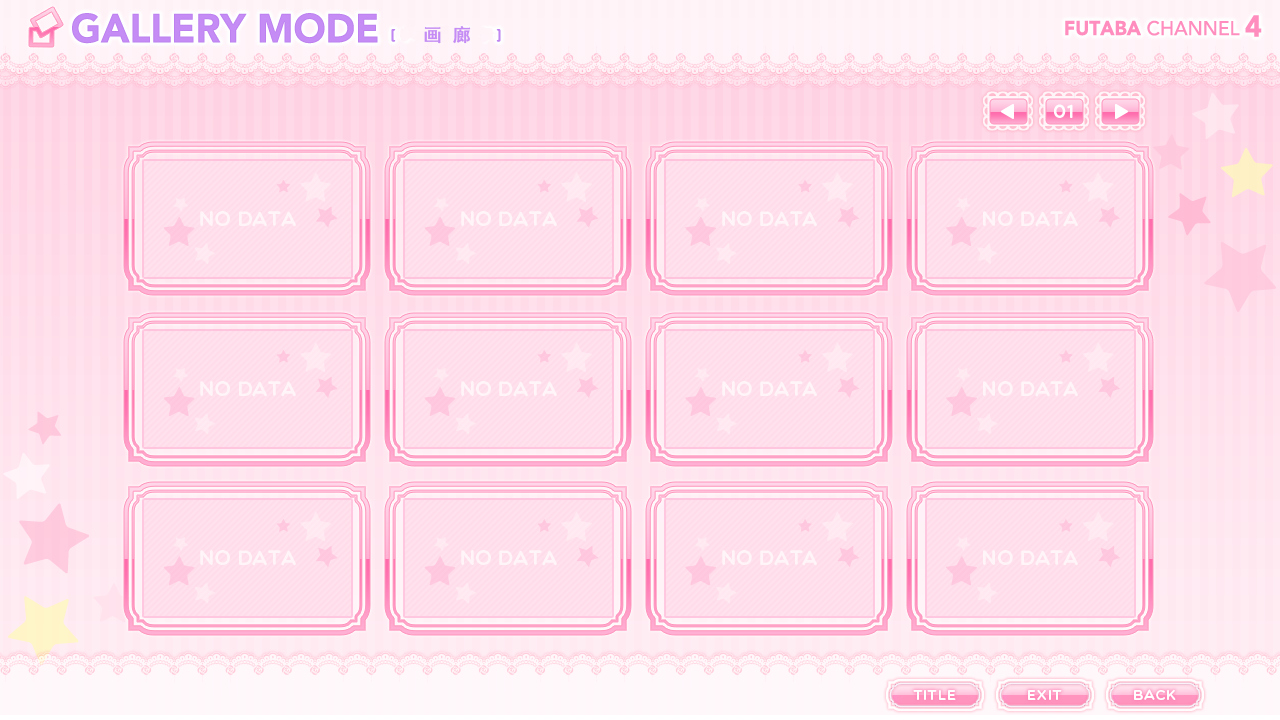 GALLERY MODE [ 画廊 ]
FUTABA CHANNEL 4
01
NO DATA NO DATA NO DATA NO DATA
NO DATA NO DATA NO DATA NO DATA
NO DATA NO DATA NO DATA NO DATA
TITLE EXIT BACK